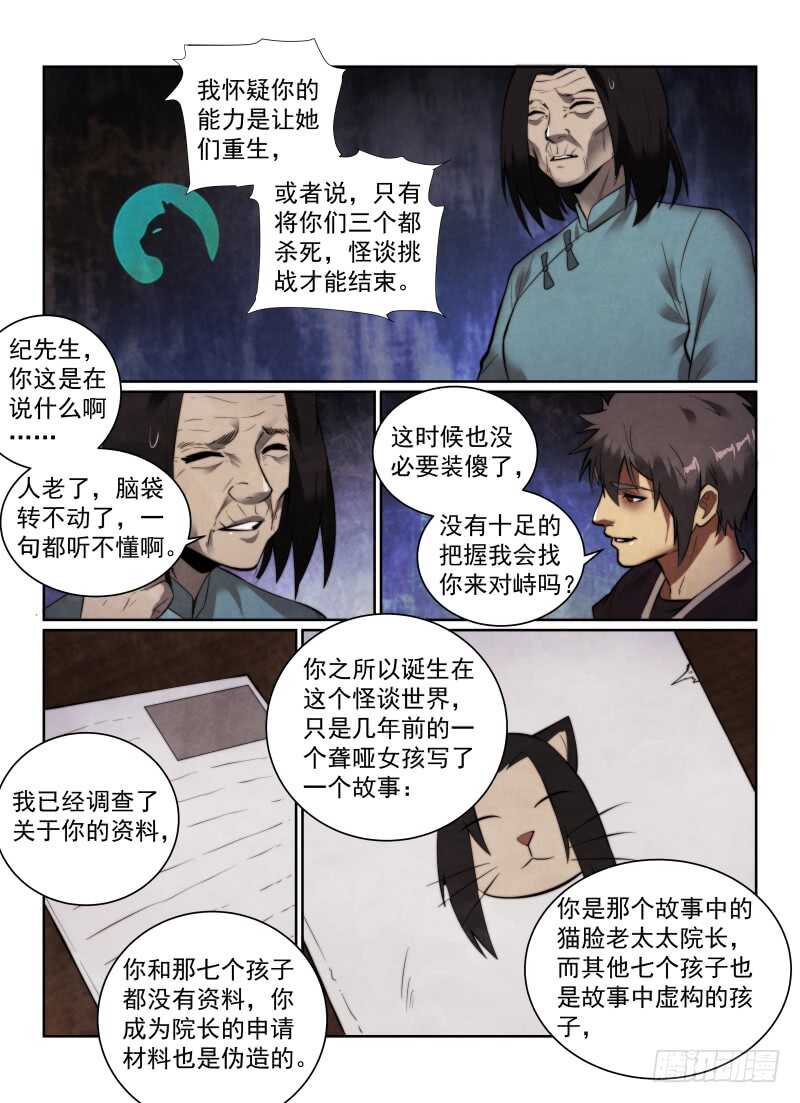 我怀疑你的
能力是让她
们重生，
或者说，只有
将你们三个都
杀死，怪谈挑
战才能结束。
纪先生，
你这是在
说什么啊
……
人老了，脑袋
转不动了，一
句都听不懂啊。
这时候也没
必要装傻了，
没有十足的
把握我会找
你来对峙吗？
我已经调查了
关于你的资料，
你和那七个孩子
都没有资料，你
成为院长的申请
材料也是伪造的。
你之所以诞生在
这个怪谈世界，
只是几年前的一
个聋哑女孩写了
一个故事：
你是那个故事中的
猫脸老太太院长，
而其他七个孩子也
是故事中虚构的孩
子，
腾讯动漫